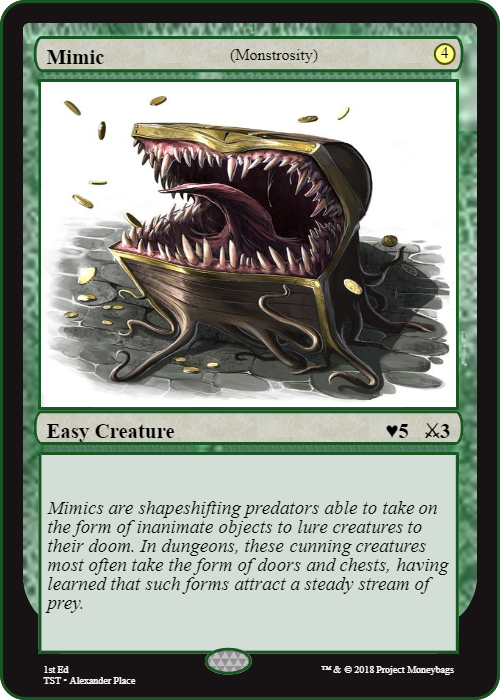 Mimic (Monstrosity) 4
Easy Creature ♥5 ⚔3
Mimics are shapeshifting predators able to take on
the form of inanimate objects to lure creatures to
their doom. In dungeons, these cunning creatures
most often take the form of doors and chests, having
learned that such forms attract a steady stream of
prey.
1st Ed
TST • Alexander Place
™ & © 2018 Project Moneybags